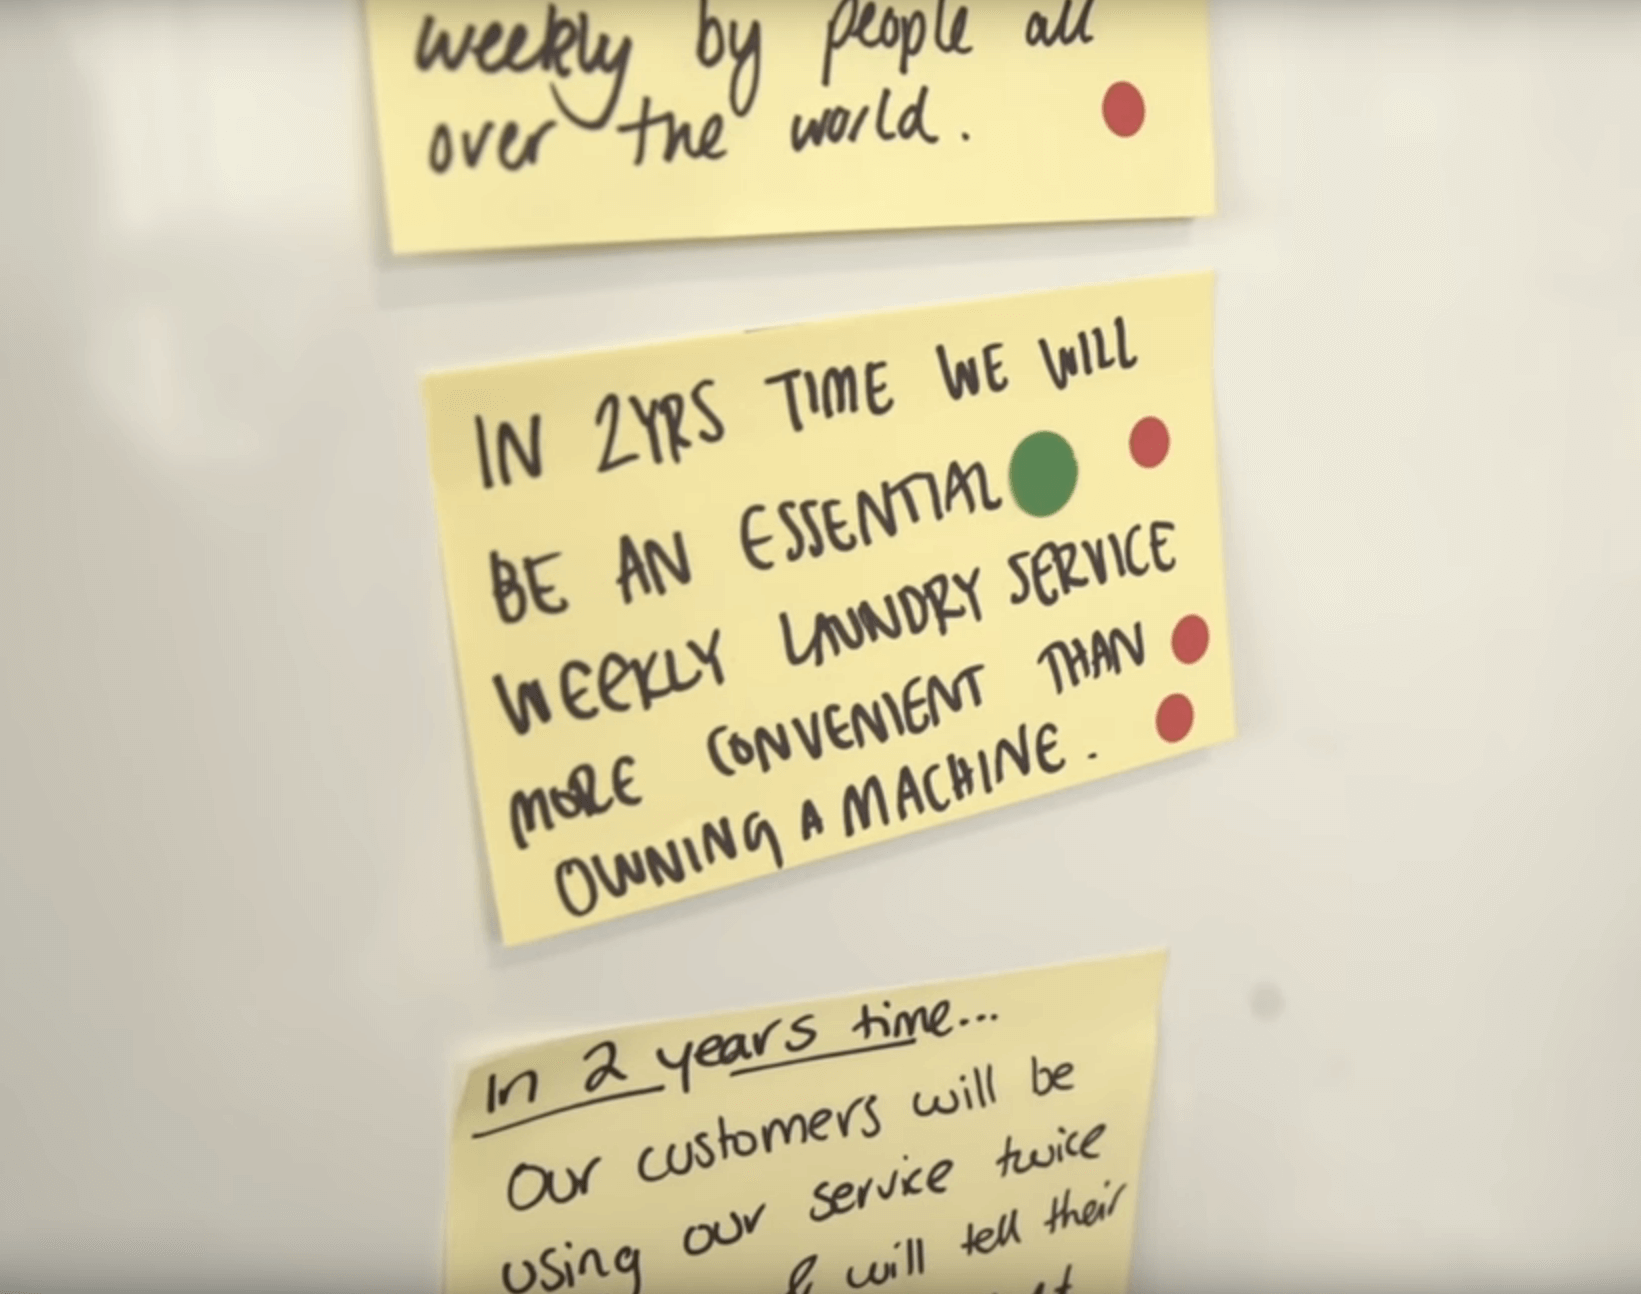 weekly by people all
over the world.
IN 2YRS TIME WE WILL
BE AN ESSENTIAL
WEEKLY LAUNDRY SERVICE
MORE CONVENIENT THAN
OWNING A MACHINE.
In 2 years time...
Our customers will be
using our service twice
& will tell their